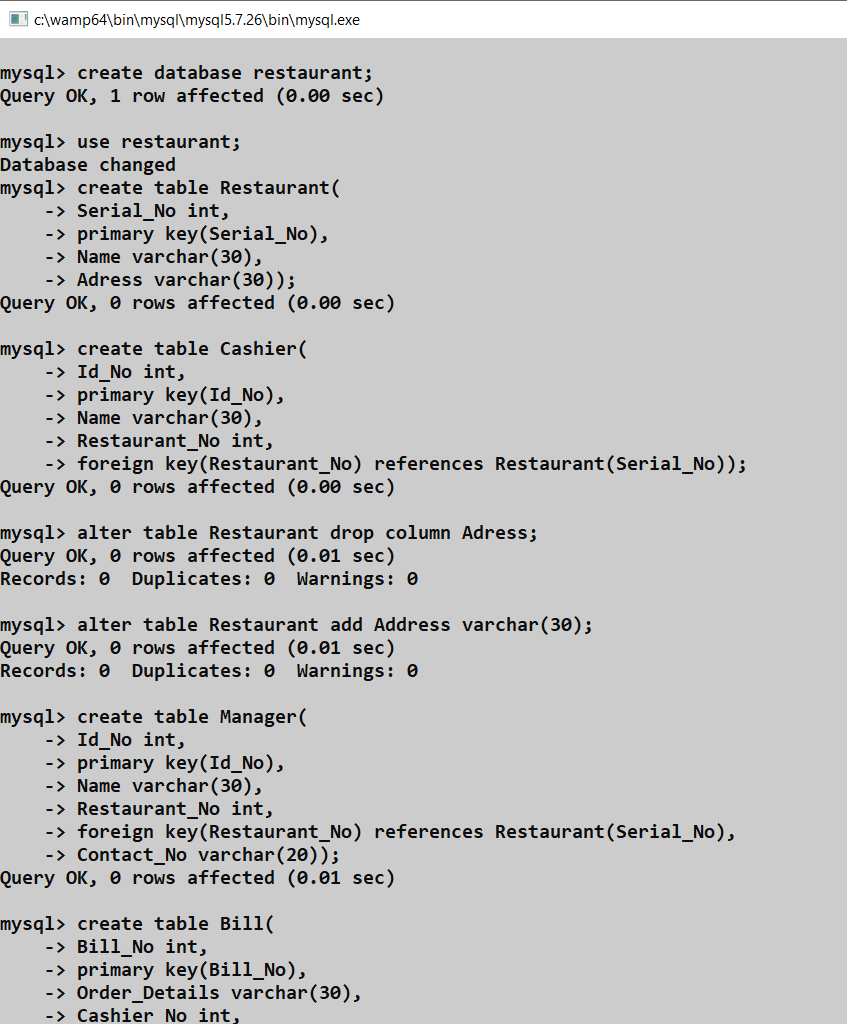 c:\wamp64\bin\mysql\mysql5.7.26\bin\mysql.exe
mysql> create database restaurant;
Query OK, 1 row affected (0.00 sec)
mysql> use restaurant;
Database changed
mysql> create table Restaurant(
    -> Serial_No int,
    -> primary key(Serial_No),
    -> Name varchar(30),
    -> Adress varchar(30));
Query OK, 0 rows affected (0.00 sec)
mysql> create table Cashier(
    -> Id_No int,
    -> primary key(Id_No),
    -> Name varchar(30),
    -> Restaurant_No int,
    -> foreign key(Restaurant_No) references Restaurant(Serial_No));
Query OK, 0 rows affected (0.00 sec)
mysql> alter table Restaurant drop column Adress;
Query OK, 0 rows affected (0.01 sec)
Records: 0  Duplicates: 0  Warnings: 0
mysql> alter table Restaurant add Address varchar(30);
Query OK, 0 rows affected (0.01 sec)
Records: 0  Duplicates: 0  Warnings: 0
mysql> create table Manager(
    -> Id_No int,
    -> primary key(Id_No),
    -> Name varchar(30),
    -> Restaurant_No int,
    -> foreign key(Restaurant_No) references Restaurant(Serial_No),
    -> Contact_No varchar(20));
Query OK, 0 rows affected (0.01 sec)
mysql> create table Bill(
    -> Bill_No int,
    -> primary key(Bill_No),
    -> Order_Details varchar(30),
    -> Cashier_No int,